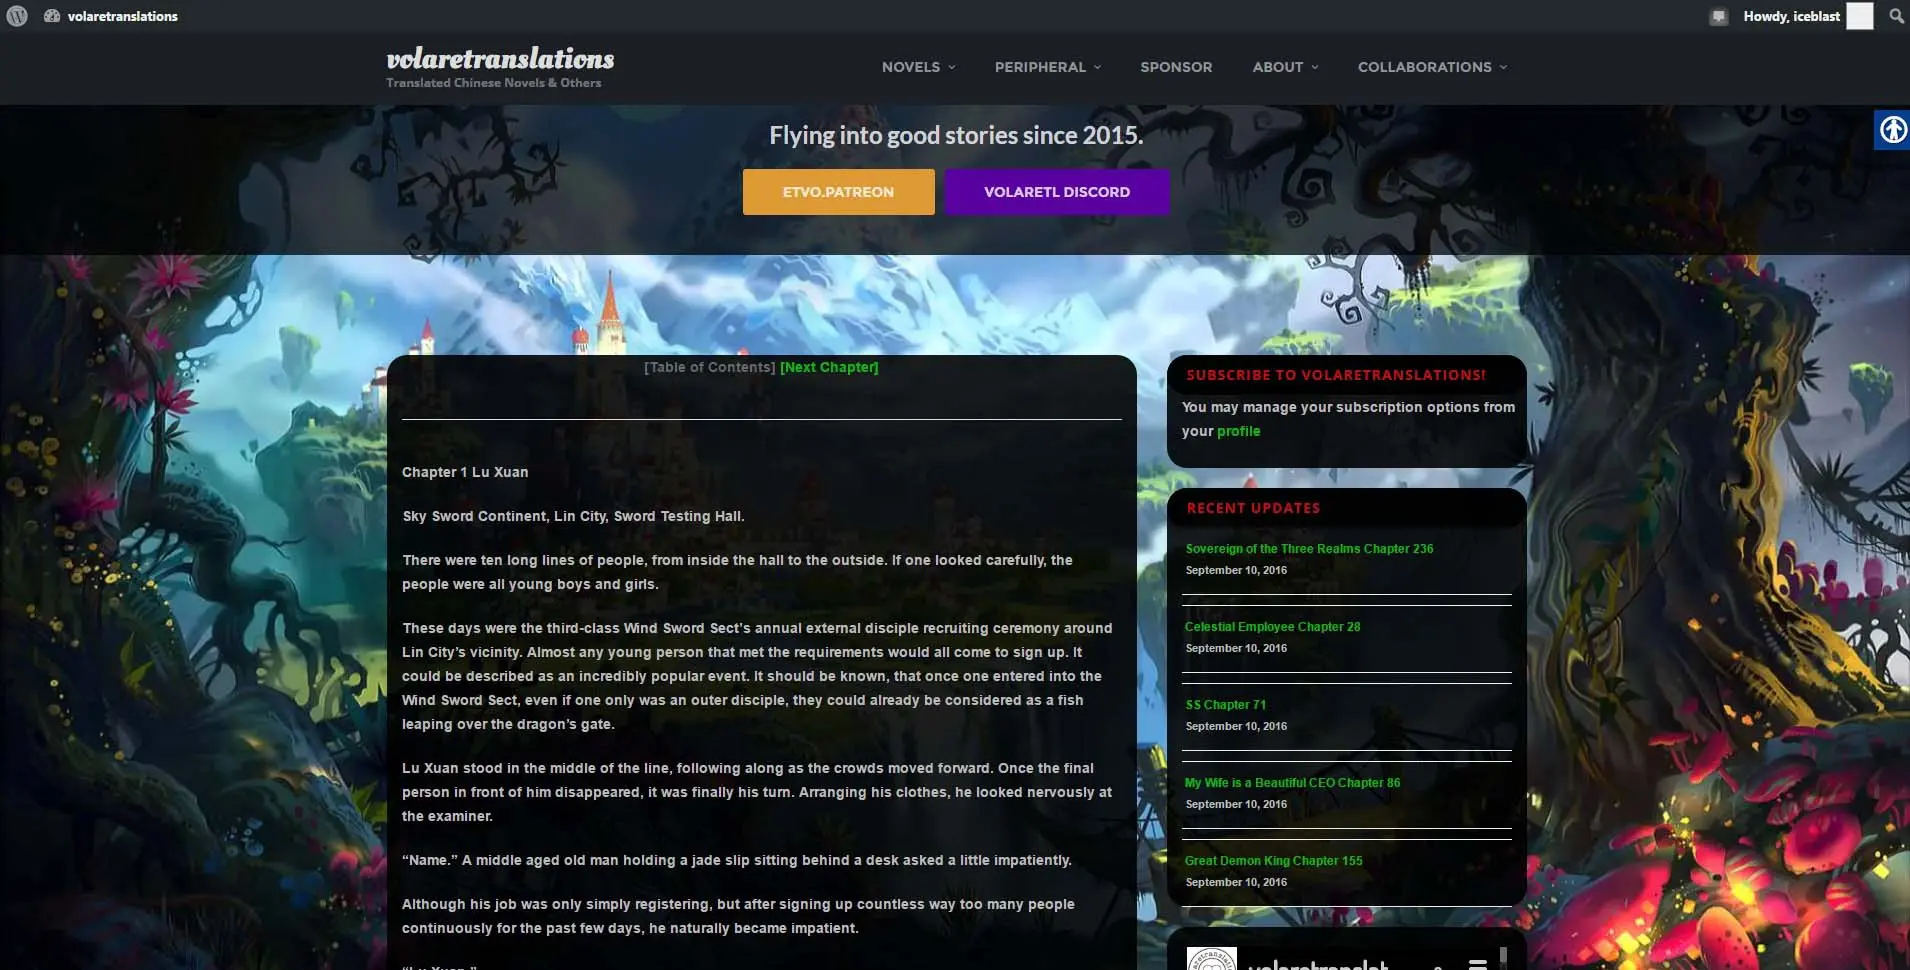 volaretranslations
Howdy, iceblast
volaretranslations
Translated Chinese Novels & Others
NOVELS
PERIPHERAL
SPONSOR
ABOUT
COLLABORATIONS
Flying into good stories since 2015.
ETVO.PATREON
VOLARETL DISCORD
[Table of Contents] [Next Chapter]
Chapter 1 Lu Xuan
Sky Sword Continent, Lin City, Sword Testing Hall.
There were ten long lines of people, from inside the hall to the outside. If one looked carefully, the
people were all young boys and girls.
These days were the third-class Wind Sword Sect's annual external disciple recruiting ceremony around
Lin City’s vicinity. Almost any young person that met the requirements would all come to sign up. It
could be described as an incredibly popular event. It should be known, that once one entered into the
Wind Sword Sect, even if one only was an outer disciple, they could already be considered as a fish
leaping over the dragon’s gate.
Lu Xuan stood in the middle of the line, following along as the crowds moved forward. Once the final
person in front of him disappeared, it was finally his turn. Arranging his clothes, he looked nervously at
the examiner.
“Name.” A middle aged old man holding a jade slip sitting behind a desk asked a little impatiently.
Although his job was only simply registering, but after signing up countless way too many people
continuously for the past few days, he naturally became impatient.
“Lu Xuan.”
SUBSCRIBE TO VOLARETRANSLATIONS!
You may manage your subscription options from
your profile
RECENT UPDATES
Sovereign of the Three Realms Chapter 236
September 10, 2016
Celestial Employee Chapter 28
September 10, 2016
SS Chapter 71
September 10, 2016
My Wife is a Beautiful CEO Chapter 86
September 10, 2016
Great Demon King Chapter 155
September 10, 2016
volaretranslat